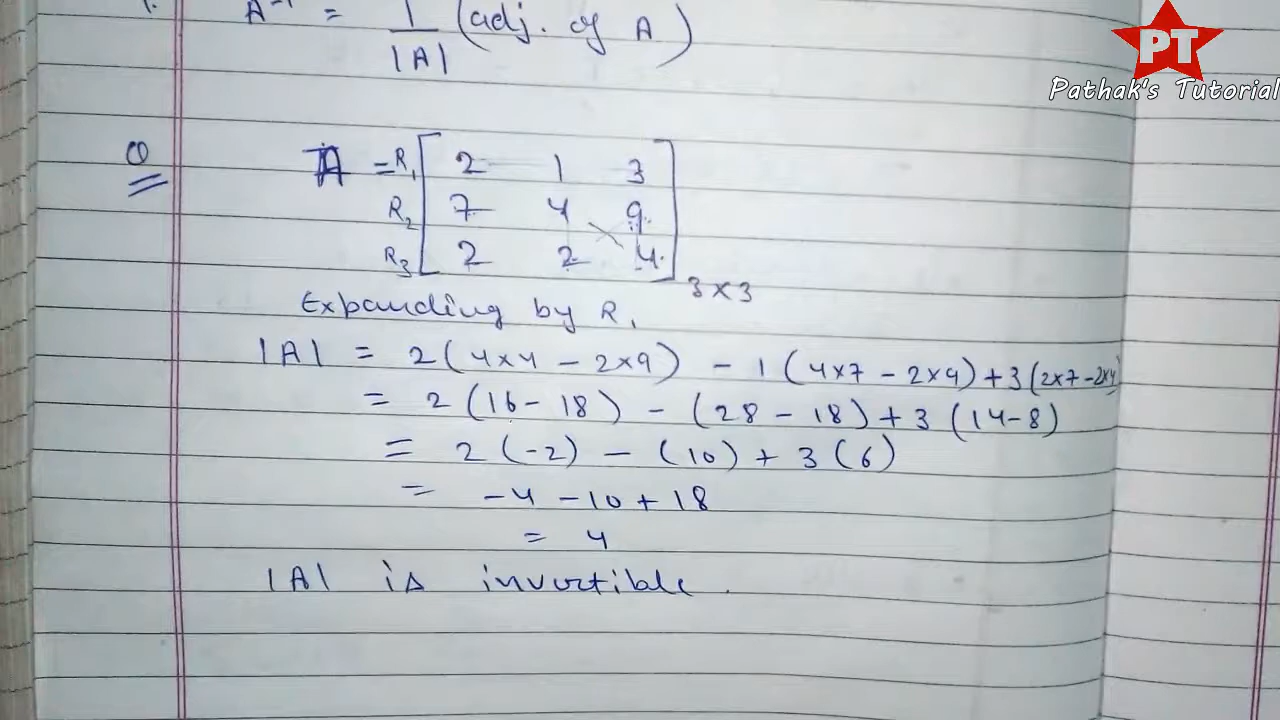 1. A⁻¹ = 1/|A| (adj. of A)
PT
Pathak's Tutorial
Q A = R₁ [ 2 1 3
R₂ 7 4 9
R₃ 2 2 4 ] 3×3
Expanding by R₁
|A| = 2(4×4 – 2×9) – 1(4×7 – 2×9) + 3(2×7 – 2×4)
= 2(16 – 18) – (28 – 18) + 3(14 – 8)
= 2(-2) – (10) + 3(6)
= -4 – 10 + 18
= 4
|A| is invertible.